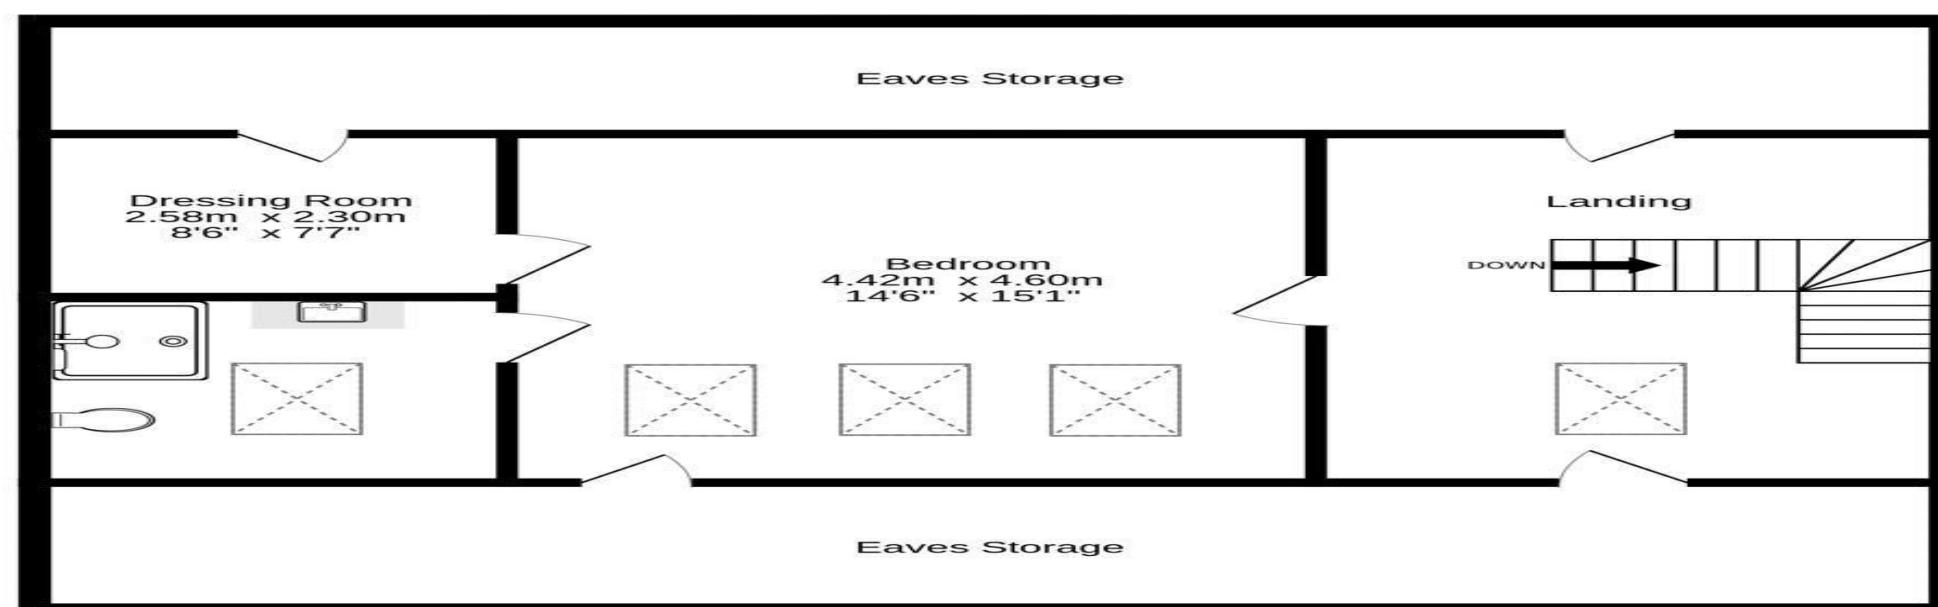 Eaves Storage
Dressing Room
2.58m x 2.30m
8'6" x 7'7"
Landing
Bedroom
4.42m x 4.60m
14'6" x 15'1"
DOWN
Eaves Storage